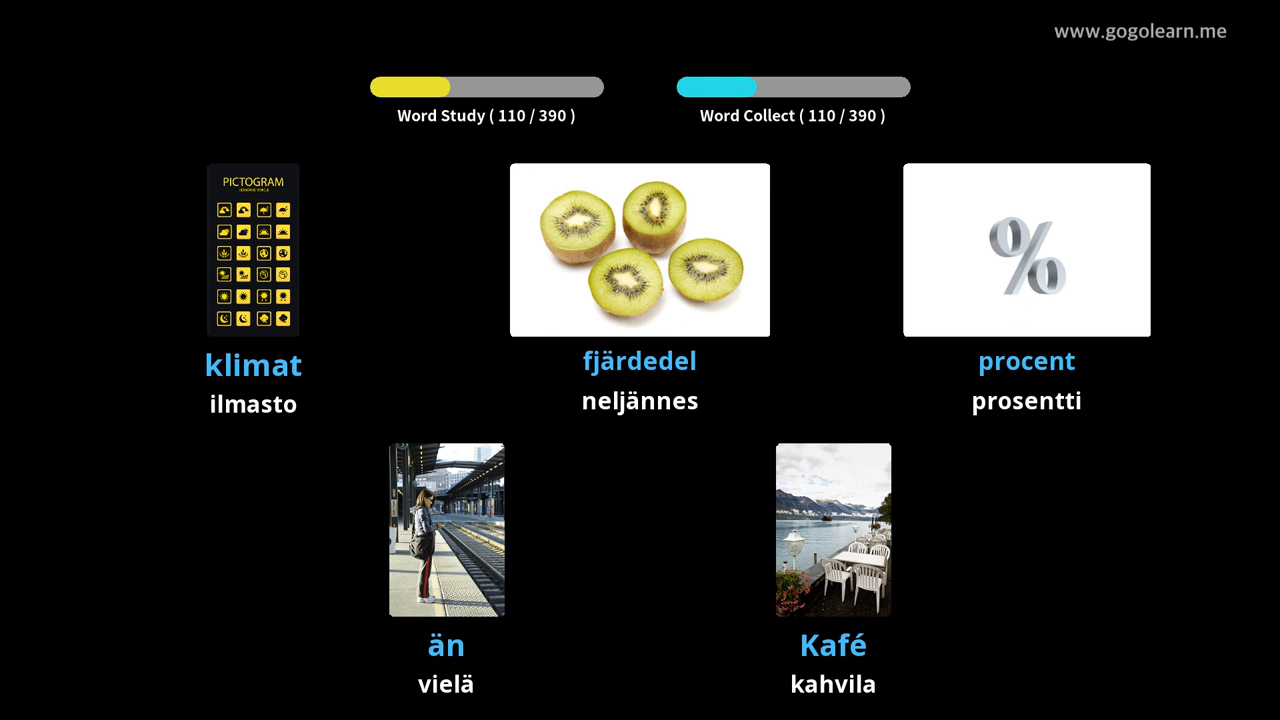 www.gogolearn.me
Word Study ( 110 / 390 )
Word Collect ( 110 / 390 )
PICTOGRAM
klimat
ilmasto
fjärdedel
neljännes
%
procent
prosentti
än
vielä
Kafé
kahvila